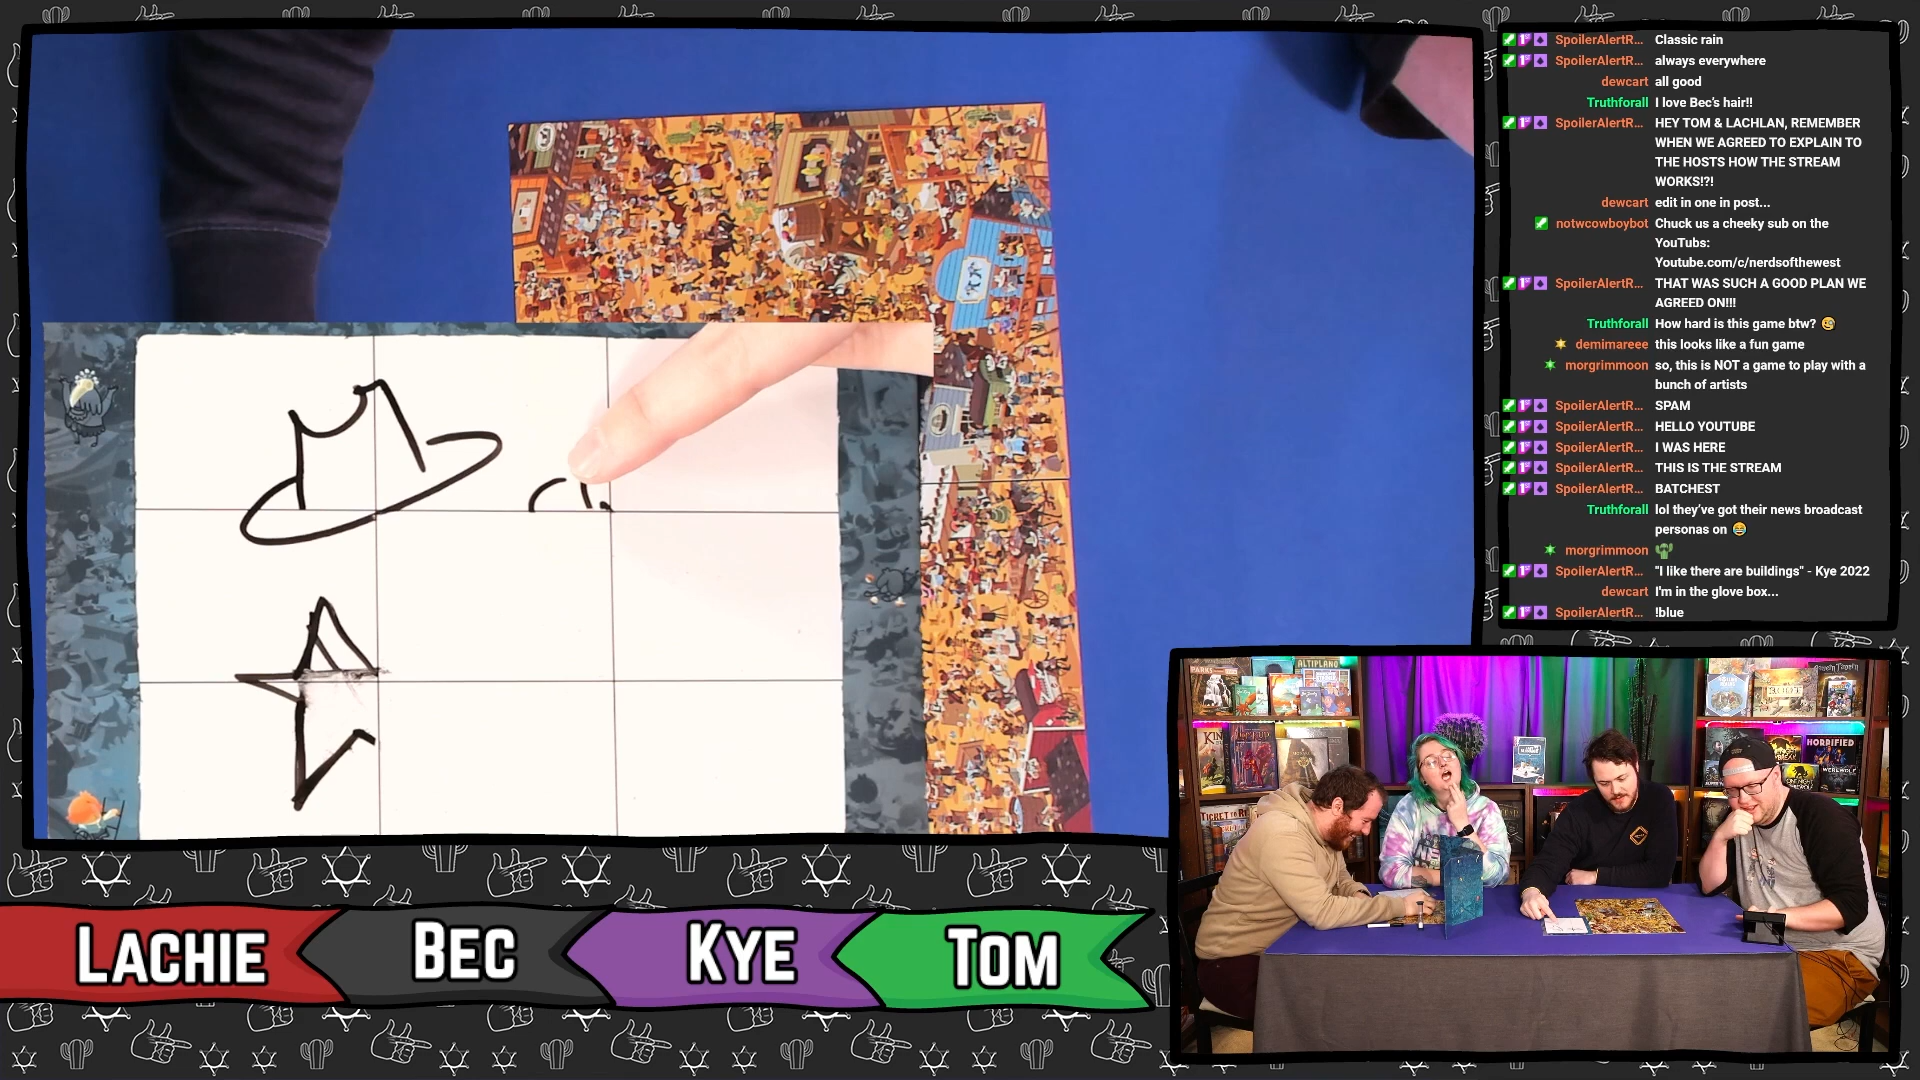 SpoilerAlertR... Classic rain
SpoilerAlertR... always everywhere
dewcart all good
Truthforall I love Bec's hair!!
SpoilerAlertR... HEY TOM & LACHLAN, REMEMBER
WHEN WE AGREED TO EXPLAIN TO
THE HOSTS HOW THE STREAM
WORKS!?!
dewcart edit in one in post...
notwcowboybot Chuck us a cheeky sub on the
YouTubs:
Youtube.com/c/nerdsofthewest
SpoilerAlertR... THAT WAS SUCH A GOOD PLAN WE
AGREED ON!!!
Truthforall How hard is this game btw? 🧐
demimareee this looks like a fun game
morgrimmoon so, this is NOT a game to play with a
bunch of artists
SpoilerAlertR... SPAM
SpoilerAlertR... HELLO YOUTUBE
SpoilerAlertR... I WAS HERE
SpoilerAlertR... THIS IS THE STREAM
SpoilerAlertR... BATCHEST
Truthforall lol they've got their news broadcast
personas on 😂
morgrimmoon
SpoilerAlertR... "I like there are buildings" - Kye 2022
dewcart I'm in the glove box...
SpoilerAlertR... !blue
PARKS
ALTIPLANO
HORRIFIED
LACHIE
BEC
KYE
TOM